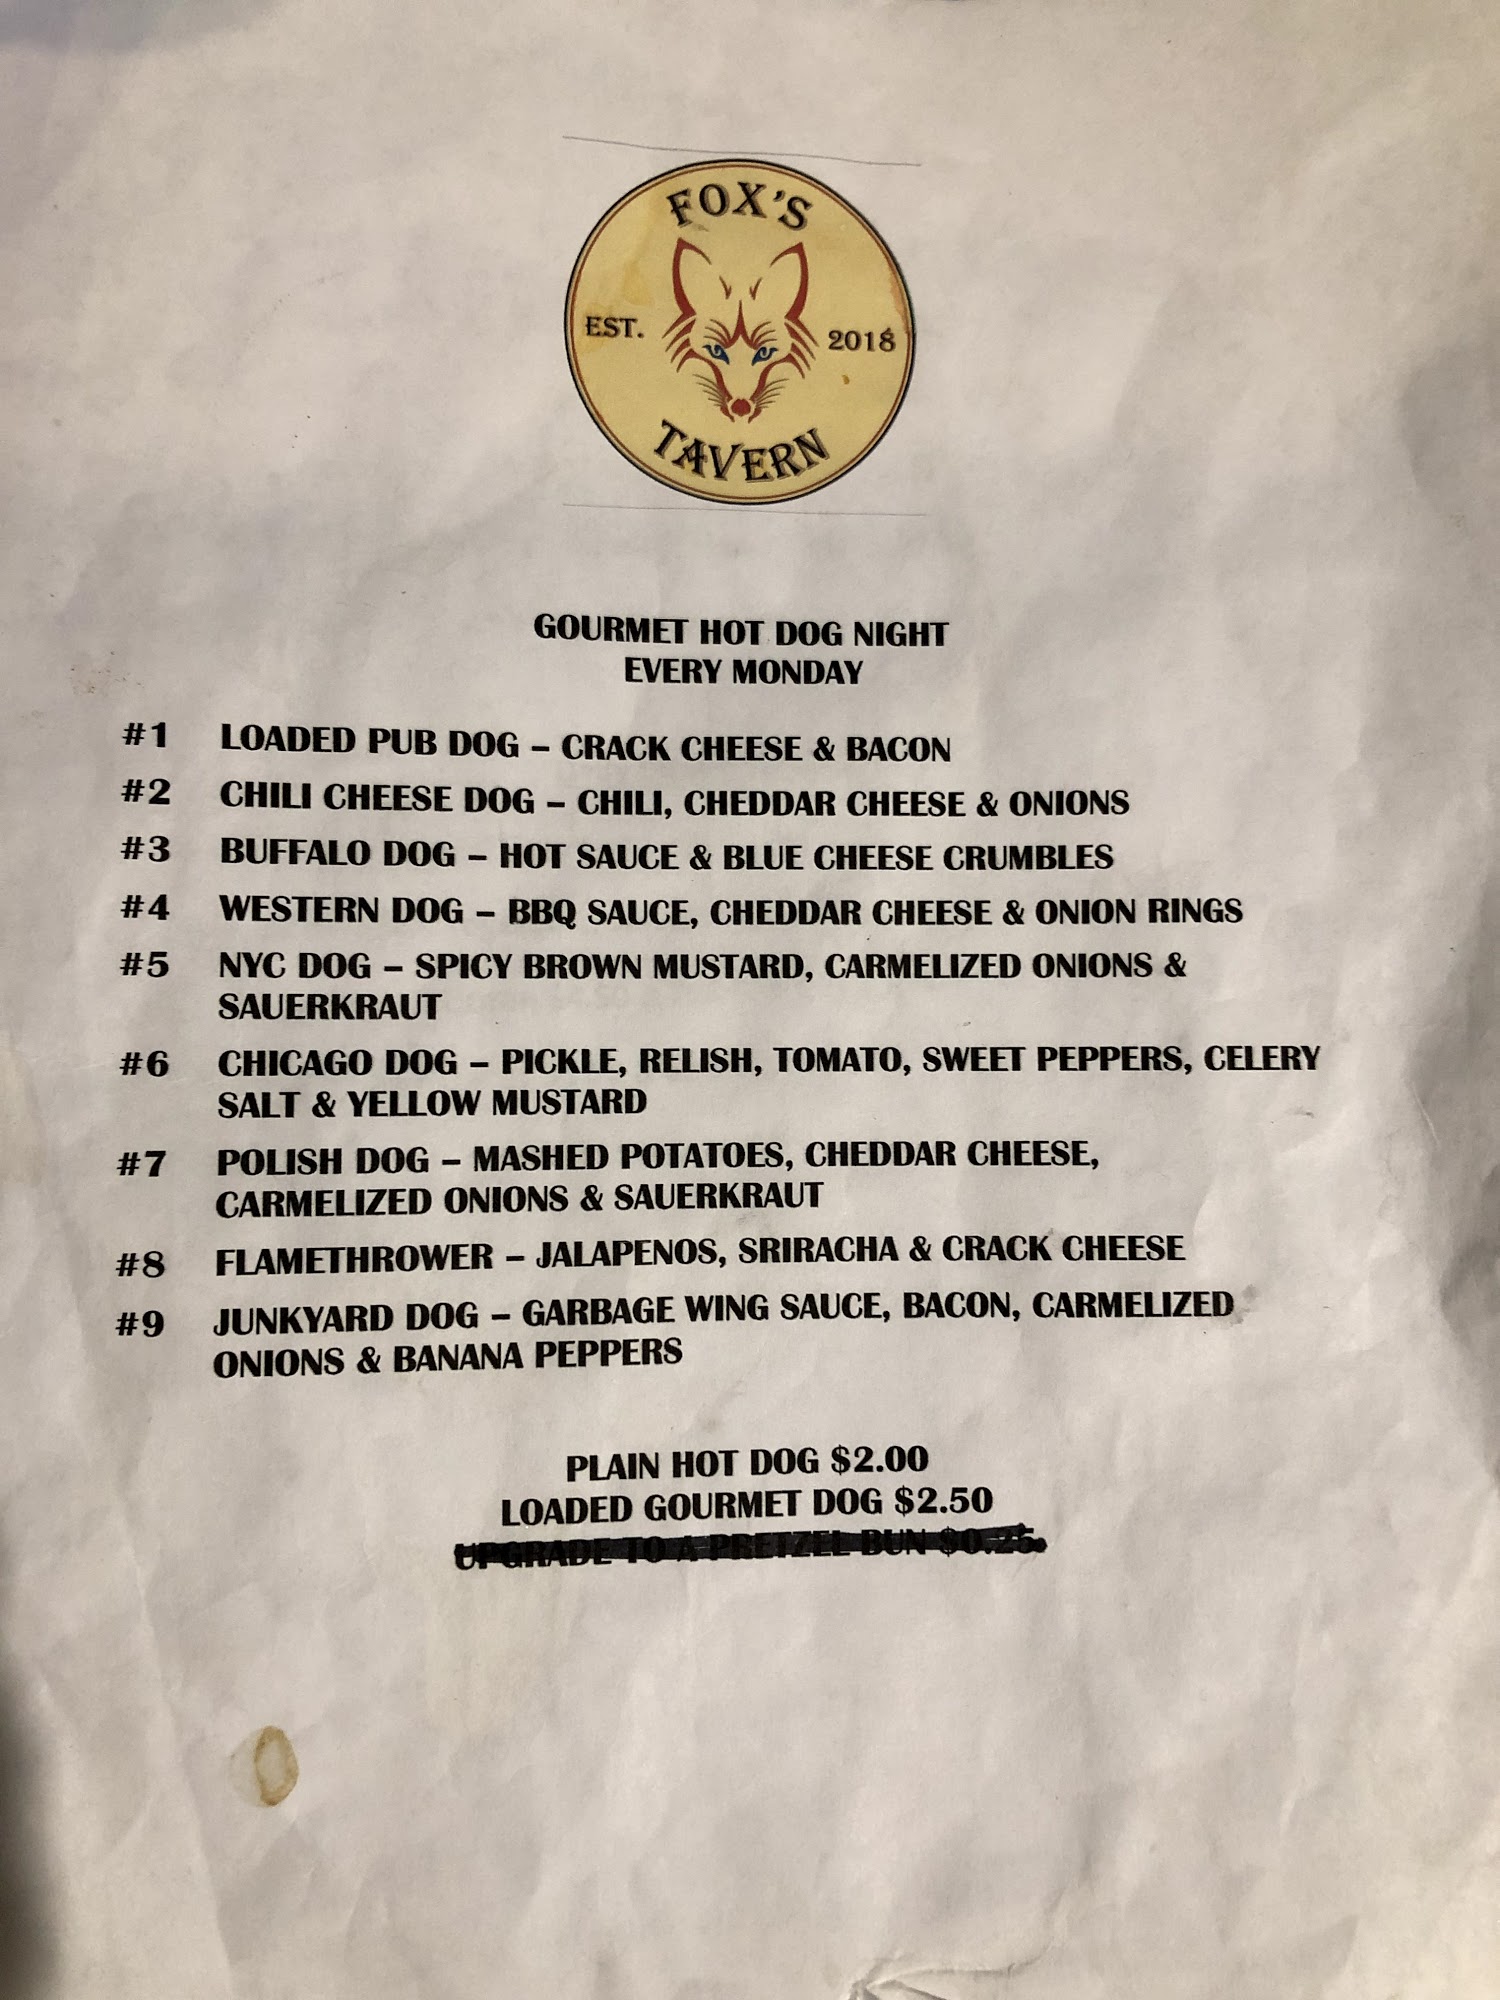 FOX'S
EST. 2018
TAVERN
GOURMET HOT DOG NIGHT
EVERY MONDAY
#1 LOADED PUB DOG – CRACK CHEESE & BACON
#2 CHILI CHEESE DOG – CHILI, CHEDDAR CHEESE & ONIONS
#3 BUFFALO DOG – HOT SAUCE & BLUE CHEESE CRUMBLES
#4 WESTERN DOG – BBQ SAUCE, CHEDDAR CHEESE & ONION RINGS
#5 NYC DOG – SPICY BROWN MUSTARD, CARMELIZED ONIONS &
SAUERKRAUT
#6 CHICAGO DOG – PICKLE, RELISH, TOMATO, SWEET PEPPERS, CELERY
SALT & YELLOW MUSTARD
#7 POLISH DOG – MASHED POTATOES, CHEDDAR CHEESE,
CARMELIZED ONIONS & SAUERKRAUT
#8 FLAMETHROWER – JALAPENOS, SRIRACHA & CRACK CHEESE
#9 JUNKYARD DOG – GARBAGE WING SAUCE, BACON, CARMELIZED
ONIONS & BANANA PEPPERS
PLAIN HOT DOG $2.00
LOADED GOURMET DOG $2.50
UPGRADE TO A PRETZEL BUN $0.25